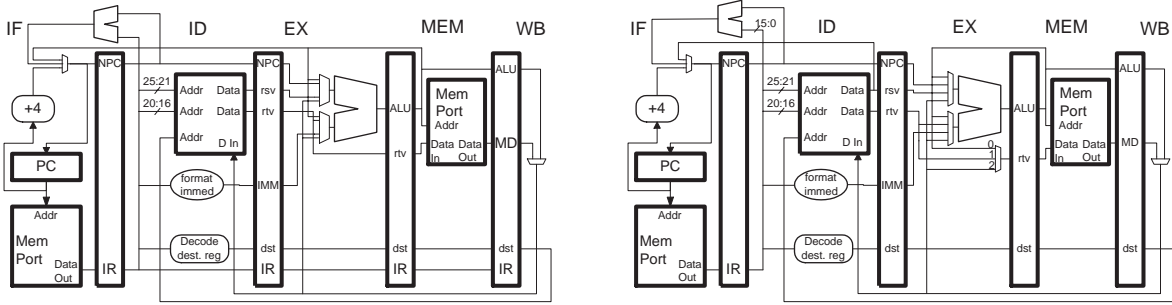 IF
ID
EX
MEM
WB
NPC
25:21
20:16
Addr
Data
Addr
Data
Addr
D In
NPC
rsv
rtv
+4
PC
Addr
Mem
Port
Data
Out
format
immed
IMM
Decode
dest. reg
dst
IR
IR
ALU
rtv
dst
IR
Mem
Port
Addr
Data
In
Data
Out
ALU
MD
dst
IR
IF
15:0
ID
EX
MEM
WB
NPC
25:21
20:16
Addr
Data
Addr
Data
Addr
D In
NPC
rsv
rtv
+4
PC
Addr
Mem
Port
Data
Out
format
immed
IMM
Decode
dest. reg
dst
IR
0
1
2
ALU
rtv
dst
Mem
Port
Addr
Data
In
Data
Out
ALU
MD
dst